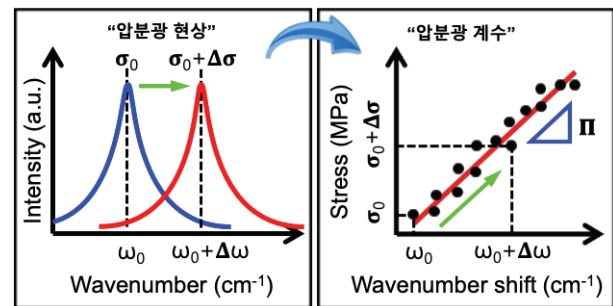 “압분광 현상”
σ₀ σ₀+Δσ
Intensity (a.u.)
ω₀ ω₀+Δω
Wavenumber (cm⁻¹)
“압분광 계수”
Stress (MPa)
σ₀ σ₀+Δσ
Π
ω₀ ω₀+Δω
Wavenumber shift (cm⁻¹)